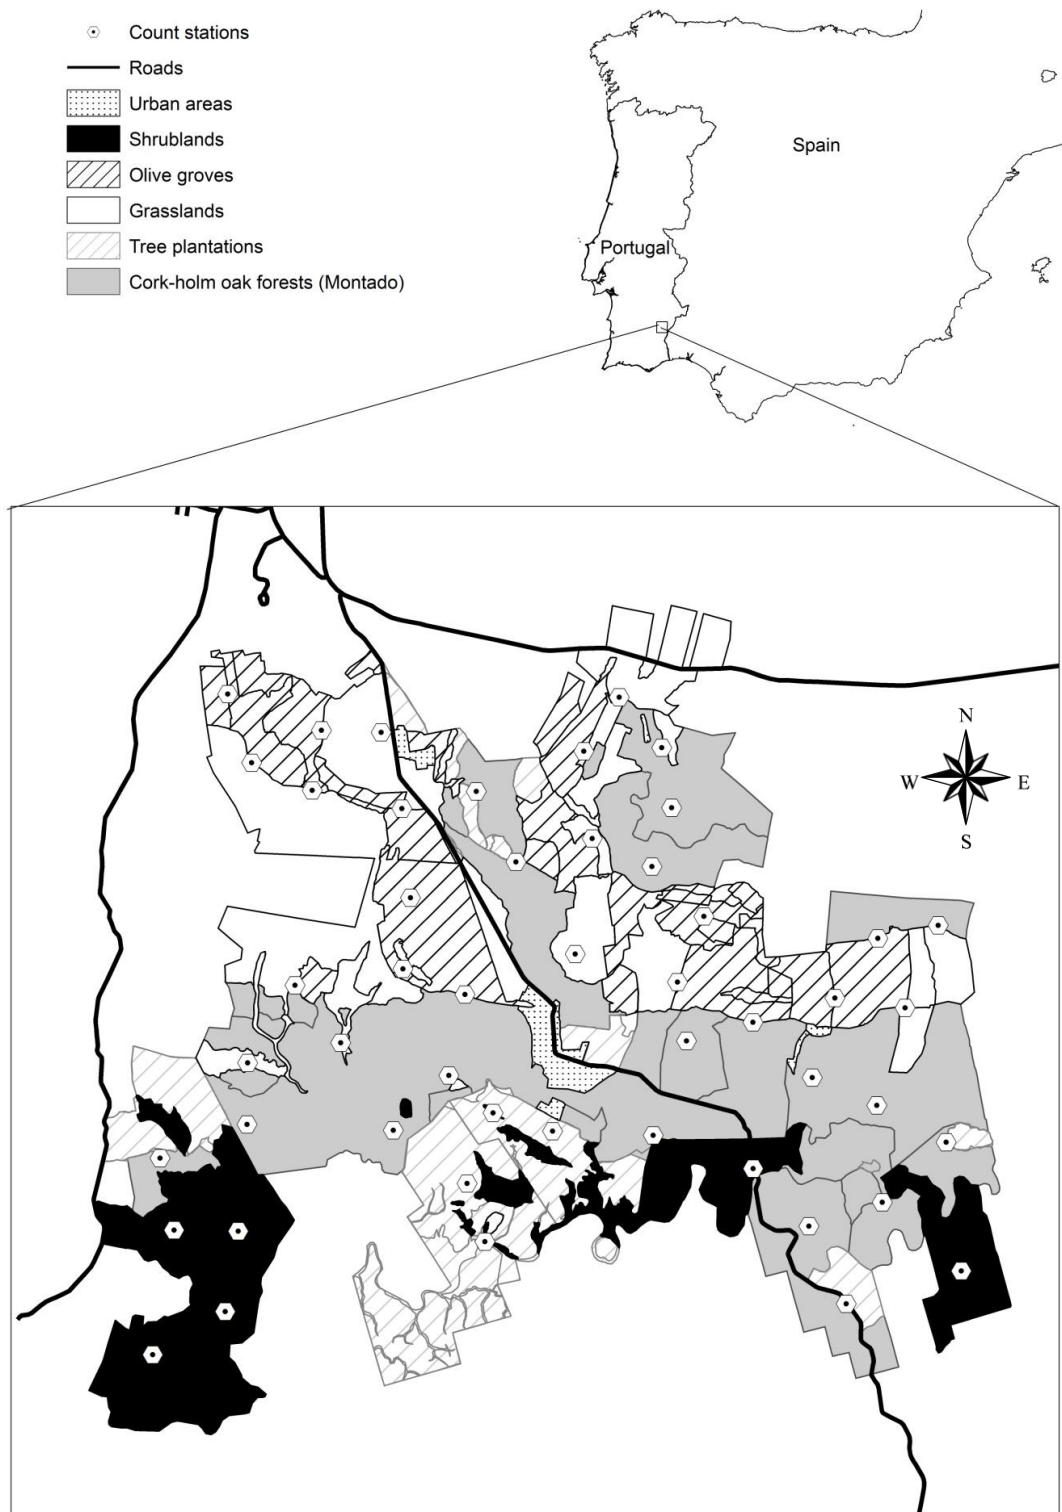 Count stations
Roads
Urban areas
Shrublands
Olive groves
Grasslands
Tree plantations
Cork-holm oak forests (Montado)
Spain
Portugal
N
W
E
S